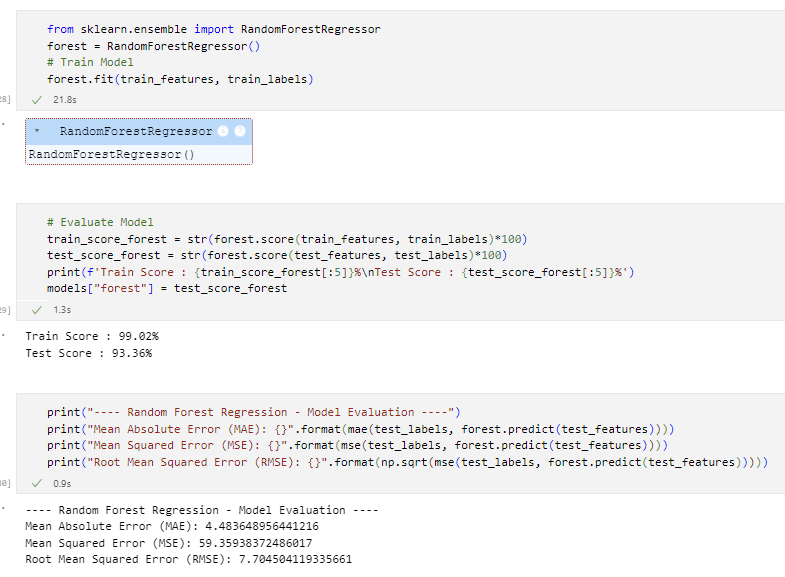 from sklearn.ensemble import RandomForestRegressor
forest = RandomForestRegressor()
# Train Model
forest.fit(train_features, train_labels)
21.8s
RandomForestRegressor
RandomForestRegressor()
# Evaluate Model
train_score_forest = str(forest.score(train_features, train_labels)*100)
test_score_forest = str(forest.score(test_features, test_labels)*100)
print(f'Train Score : {train_score_forest[:5]}%\nTest Score : {test_score_forest[:5]}%')
models["forest"] = test_score_forest
1.3s
Train Score : 99.02%
Test Score : 93.36%
print("---- Random Forest Regression - Model Evaluation ----")
print("Mean Absolute Error (MAE): {}".format(mae(test_labels, forest.predict(test_features))))
print("Mean Squared Error (MSE): {}".format(mse(test_labels, forest.predict(test_features))))
print("Root Mean Squared Error (RMSE): {}".format(np.sqrt(mse(test_labels, forest.predict(test_features)))))
0.9s
---- Random Forest Regression - Model Evaluation ----
Mean Absolute Error (MAE): 4.483648956441216
Mean Squared Error (MSE): 59.35938372486017
Root Mean Squared Error (RMSE): 7.704504119335661